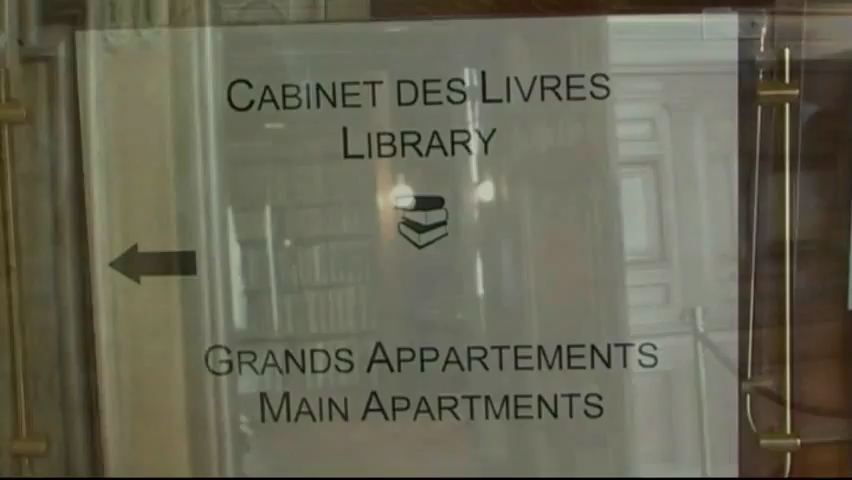 CABINET DES LIVRES
LIBRARY
GRANDS APPARTEMENTS
MAIN APARTMENTS